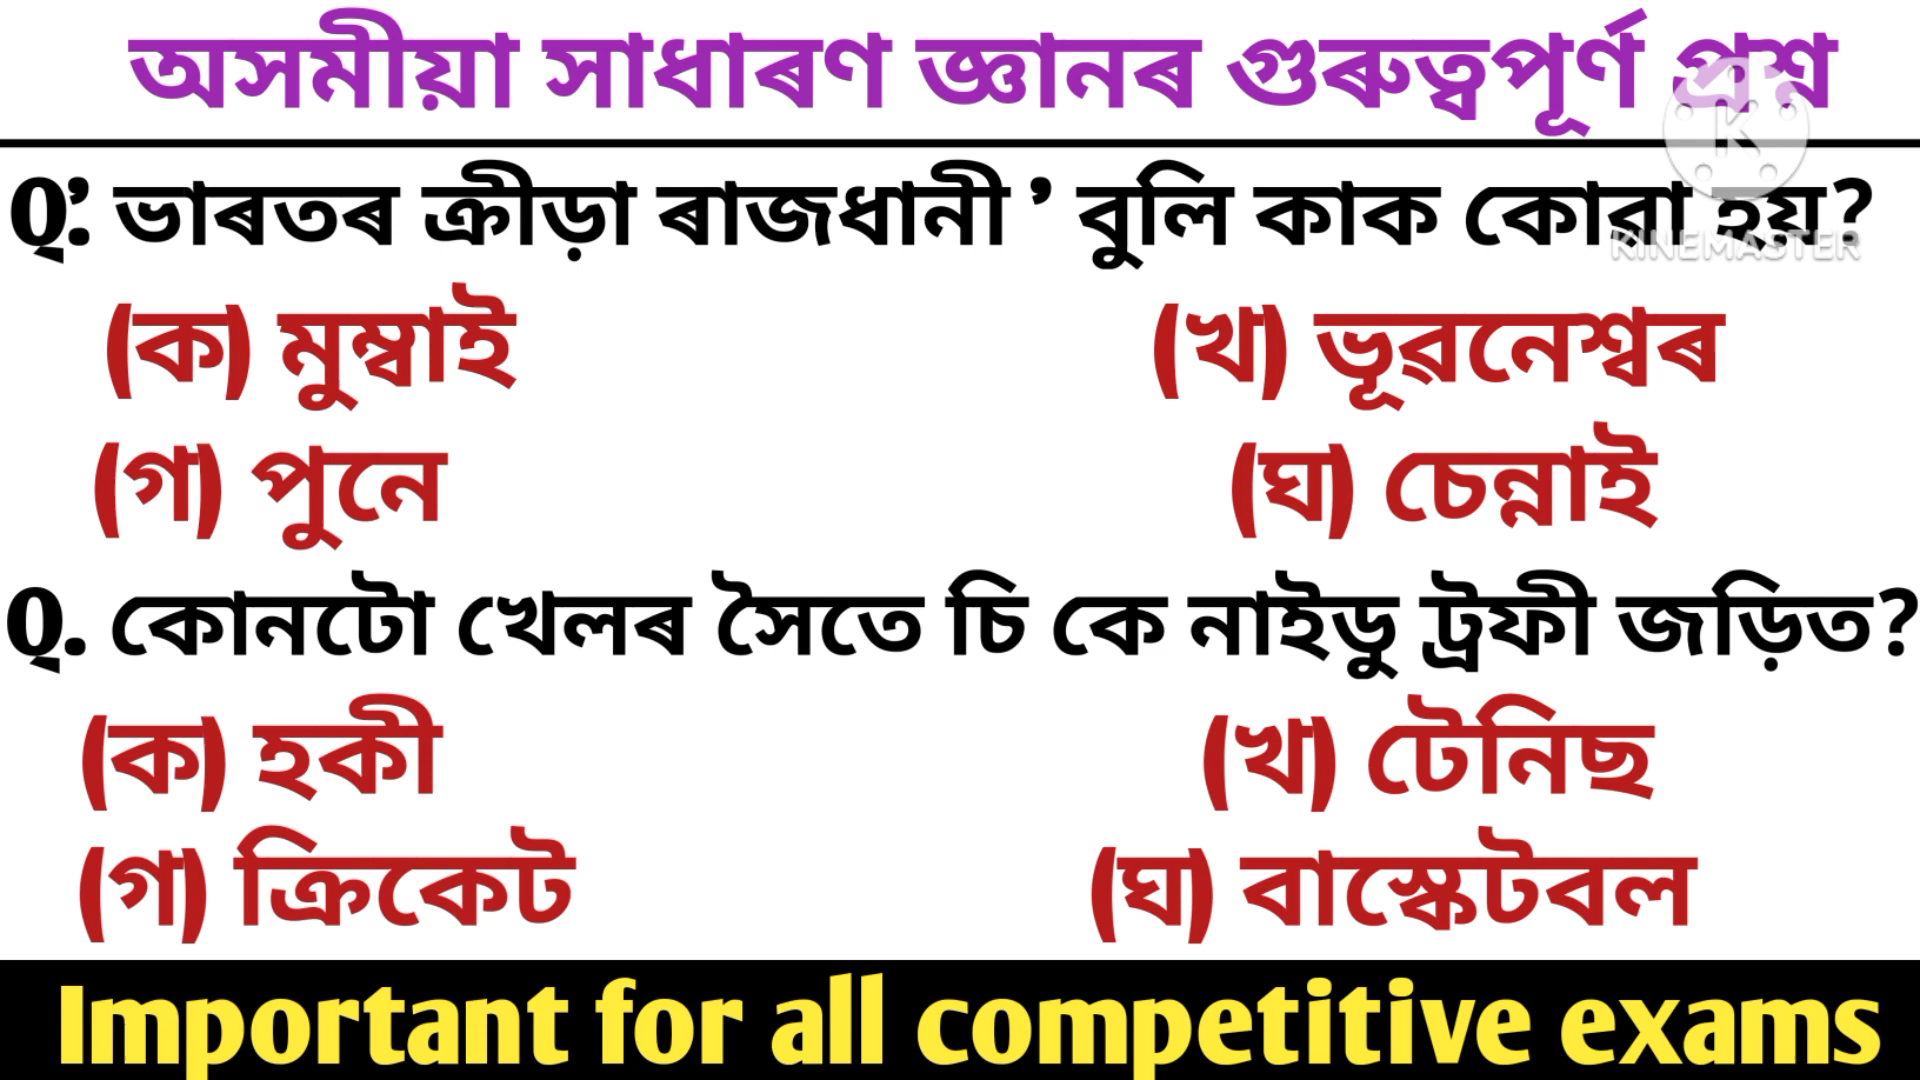 অসমীয়া সাধাৰণ জ্ঞানৰ গুৰুত্বপূৰ্ণ প্ৰশ্ন
Q.’ ভাৰতৰ ক্ৰীড়া ৰাজধানী ’ বুলি কাক কোৱা হয়?
KINEMASTER
(ক) মুম্বাই (খ) ভূৱনেশ্বৰ
(গ) পুনে (ঘ) চেন্নাই
Q. কোনটো খেলৰ সৈতে চি কে নাইডু ট্ৰফী জড়িত?
(ক) হকী (খ) টেনিছ
(গ) ক্ৰিকেট (ঘ) বাস্কেটবল
Important for all competitive exams